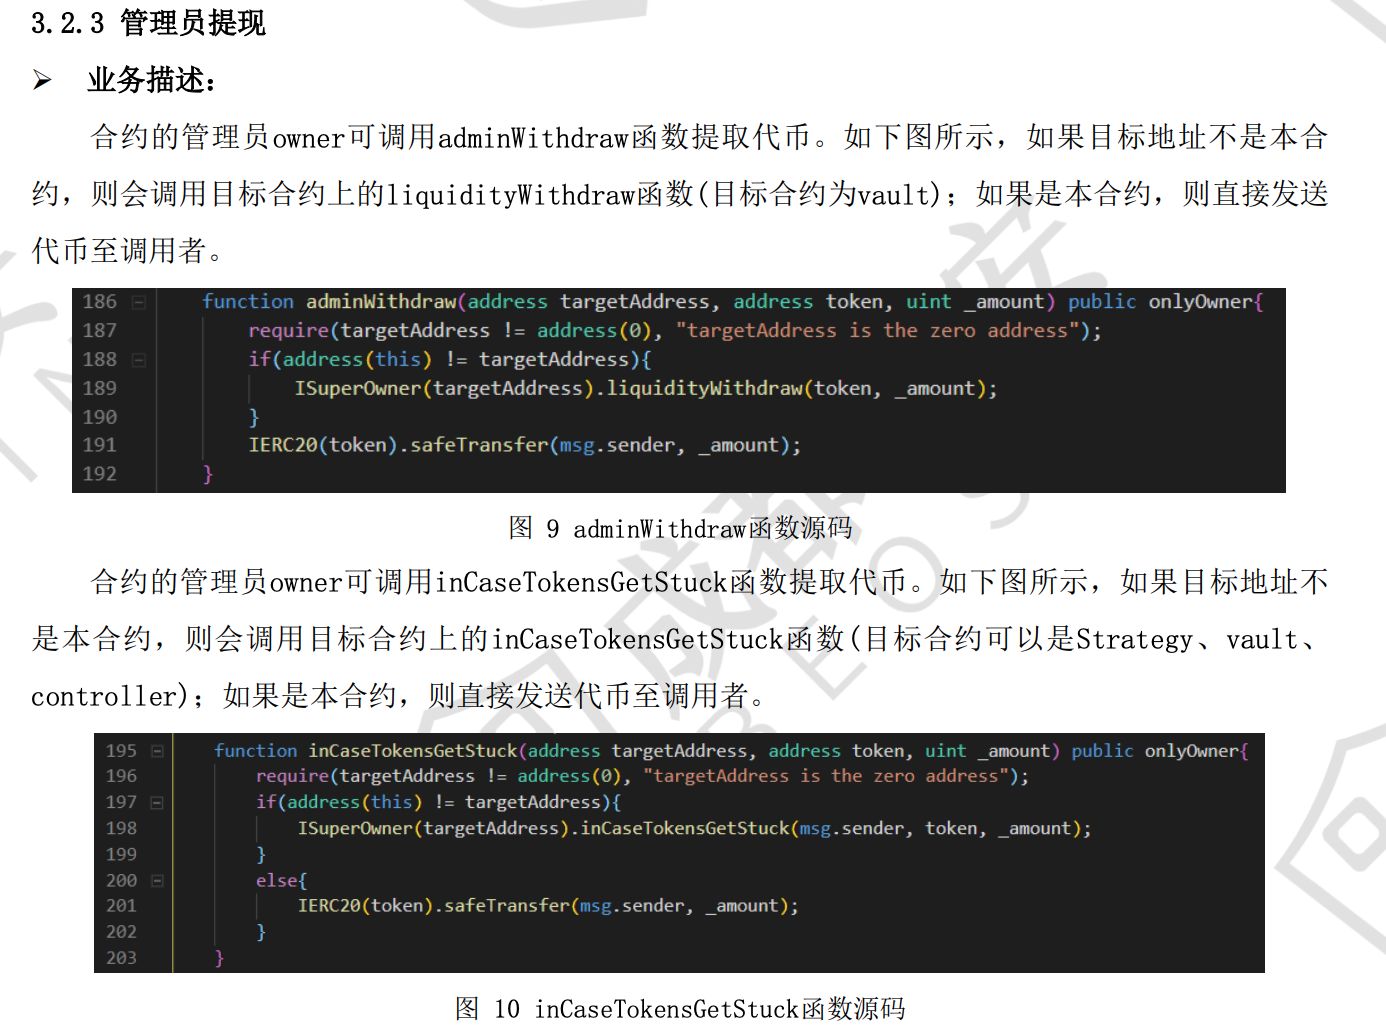 3.2.3 管理员提现
➢ 业务描述：
合约的管理员owner可调用adminWithdraw函数提取代币。如下图所示，如果目标地址不是本合
约，则会调用目标合约上的liquidityWithdraw函数(目标合约为vault)；如果是本合约，则直接发送
代币至调用者。
186 function adminWithdraw(address targetAddress, address token, uint _amount) public onlyOwner{
187 require(targetAddress != address(0), "targetAddress is the zero address");
188 if(address(this) != targetAddress){
189 ISuperOwner(targetAddress).liquidityWithdraw(token, _amount);
190 }
191 IERC20(token).safeTransfer(msg.sender, _amount);
192 }
图 9 adminWithdraw函数源码
合约的管理员owner可调用inCaseTokensGetStuck函数提取代币。如下图所示，如果目标地址不
是本合约，则会调用目标合约上的inCaseTokensGetStuck函数(目标合约可以是Strategy、vault、
controller)；如果是本合约，则直接发送代币至调用者。
195 function inCaseTokensGetStuck(address targetAddress, address token, uint _amount) public onlyOwner{
196 require(targetAddress != address(0), "targetAddress is the zero address");
197 if(address(this) != targetAddress){
198 ISuperOwner(targetAddress).inCaseTokensGetStuck(msg.sender, token, _amount);
199 }
200 else{
201 IERC20(token).safeTransfer(msg.sender, _amount);
202 }
203 }
图 10 inCaseTokensGetStuck函数源码